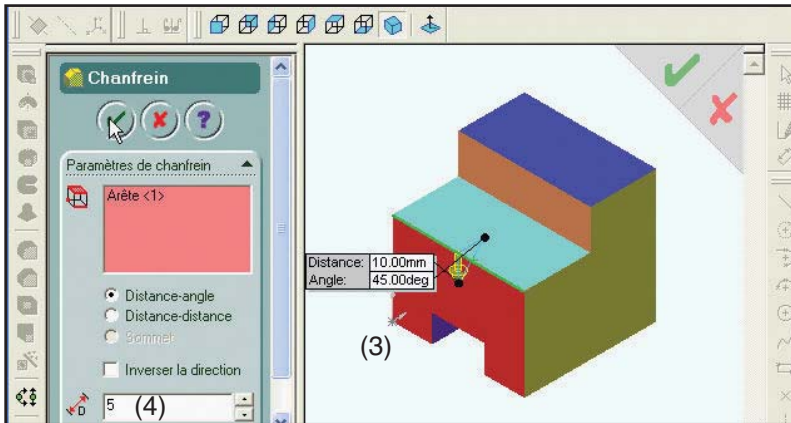 Chanfrein
?
Paramètres de chanfrein
Arête <1>
Distance-angle
Distance-distance
Sommet
Inverser la direction
D
5
(4)
Distance: 10.00mm
Angle: 45.00deg
(3)